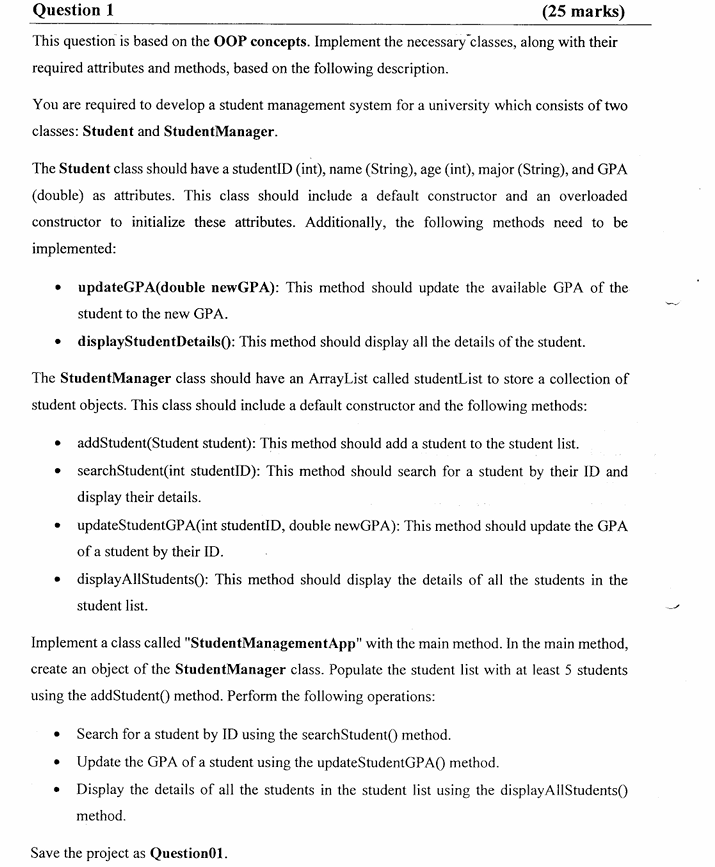 Question 1 (25 marks)
This question is based on the OOP concepts. Implement the necessary classes, along with their
required attributes and methods, based on the following description.
You are required to develop a student management system for a university which consists of two
classes: Student and StudentManager.
The Student class should have a studentID (int), name (String), age (int), major (String), and GPA
(double) as attributes. This class should include a default constructor and an overloaded
constructor to initialize these attributes. Additionally, the following methods need to be
implemented:
• updateGPA(double newGPA): This method should update the available GPA of the
student to the new GPA.
• displayStudentDetails(): This method should display all the details of the student.
The StudentManager class should have an ArrayList called studentList to store a collection of
student objects. This class should include a default constructor and the following methods:
• addStudent(Student student): This method should add a student to the student list.
• searchStudent(int studentID): This method should search for a student by their ID and
display their details.
• updateStudentGPA(int studentID, double newGPA): This method should update the GPA
of a student by their ID.
• displayAllStudents(): This method should display the details of all the students in the
student list.
Implement a class called "StudentManagementApp" with the main method. In the main method,
create an object of the StudentManager class. Populate the student list with at least 5 students
using the addStudent() method. Perform the following operations:
• Search for a student by ID using the searchStudent() method.
• Update the GPA of a student using the updateStudentGPA() method.
• Display the details of all the students in the student list using the displayAllStudents()
method.
Save the project as Question01.